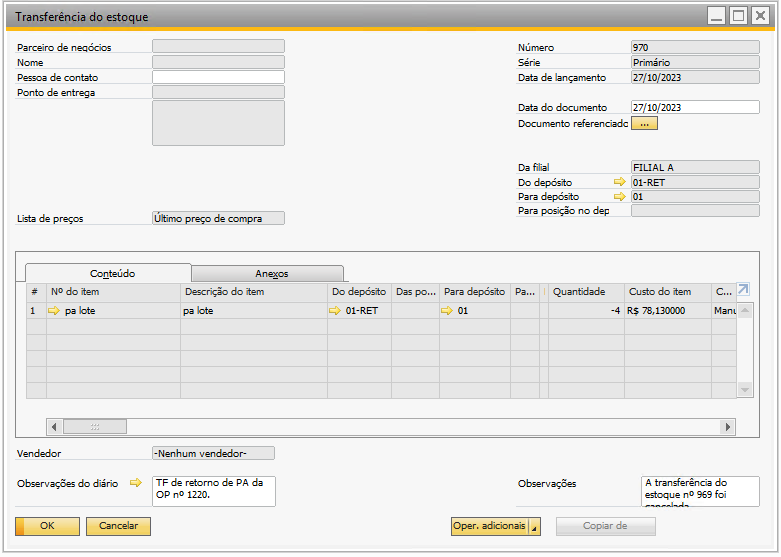 Transferência do estoque
Parceiro de negócios
Nome
Pessoa de contato
Ponto de entrega
Número 970
Série Primário
Data de lançamento 27/10/2023
Data do documento 27/10/2023
Documento referenciado ...
Da filial FILIAL A
Do depósito 01-RET
Para depósito 01
Para posição no dep
Lista de preços Último preço de compra
Conteúdo Anexos
# Nº do item Descrição do item Do depósito Das po... Para depósito Pa... Quantidade Custo do item C...
1 pa lote pa lote 01-RET 01 -4 R$ 78,130000 Manu
Vendedor -Nenhum vendedor-
Observações do diário TF de retorno de PA da
OP nº 1220.
Observações A transferência do
estoque nº 969 foi
cancelada
OK Cancelar Oper. adicionais Copiar de